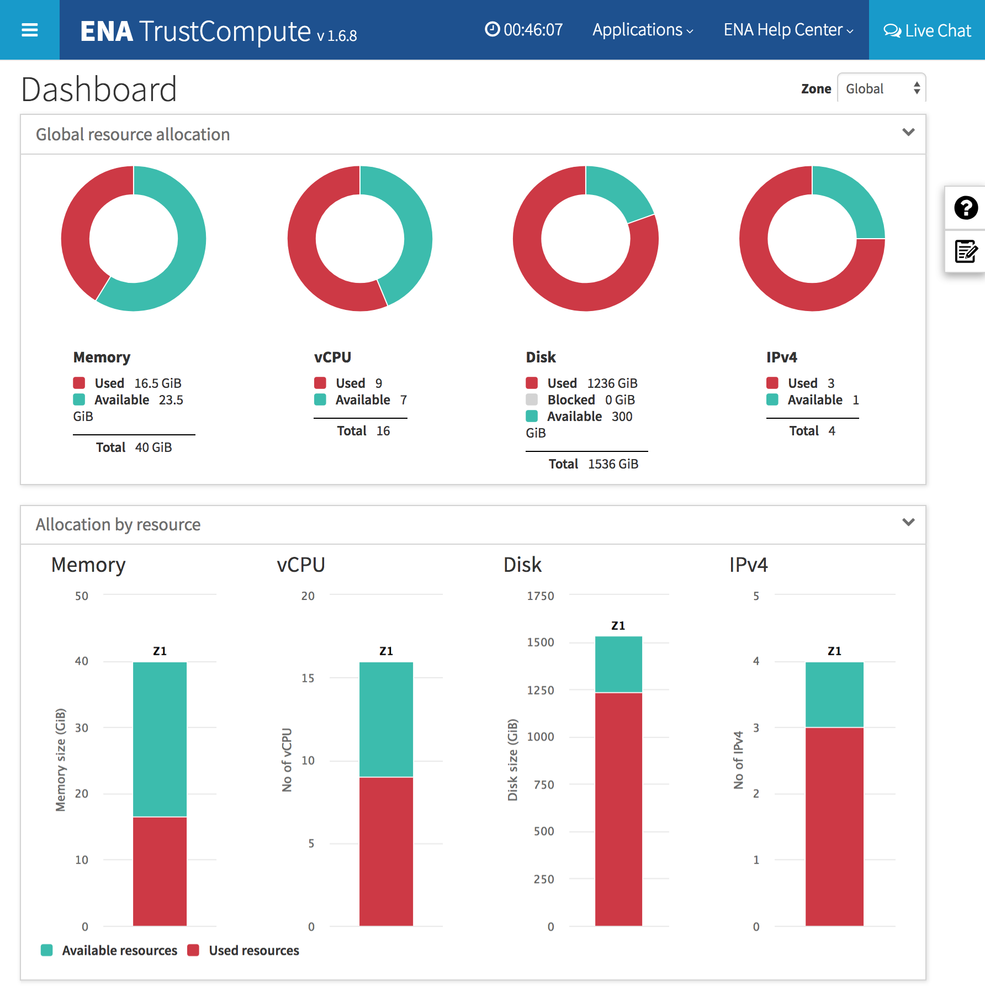 ENA TrustCompute v 1.6.8
00:46:07
Applications
ENA Help Center
Live Chat
Dashboard
Zone Global
Global resource allocation
Memory
Used 16.5 GiB
Available 23.5
GiB
Total 40 GiB
vCPU
Used 9
Available 7
Total 16
Disk
Used 1236 GiB
Blocked 0 GiB
Available 300
GiB
Total 1536 GiB
IPv4
Used 3
Available 1
Total 4
Allocation by resource
Memory
Memory size (GiB)
50
40
30
20
10
0
Z1
vCPU
No of vCPU
20
15
10
5
0
Z1
Disk
Disk size (GiB)
1750
1500
1250
1000
750
500
250
0
Z1
IPv4
No of IPv4
5
4
3
2
1
0
Z1
Available resources
Used resources